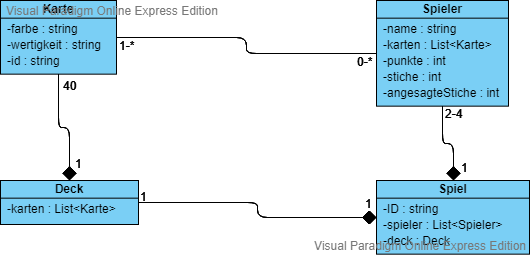 Visual Paradigm Online Express Edition
Karte
-farbe : string
-wertigkeit : string
-id : string
Spieler
-name : string
-karten : List<Karte>
-punkte : int
-stiche : int
-angesagteStiche : int
1-*
0-*
40
1
2-4
1
Deck
-karten : List<Karte>
1
1
Spiel
-ID : string
-spieler : List<Spieler>
-deck : Deck
Visual Paradigm Online Express Edition